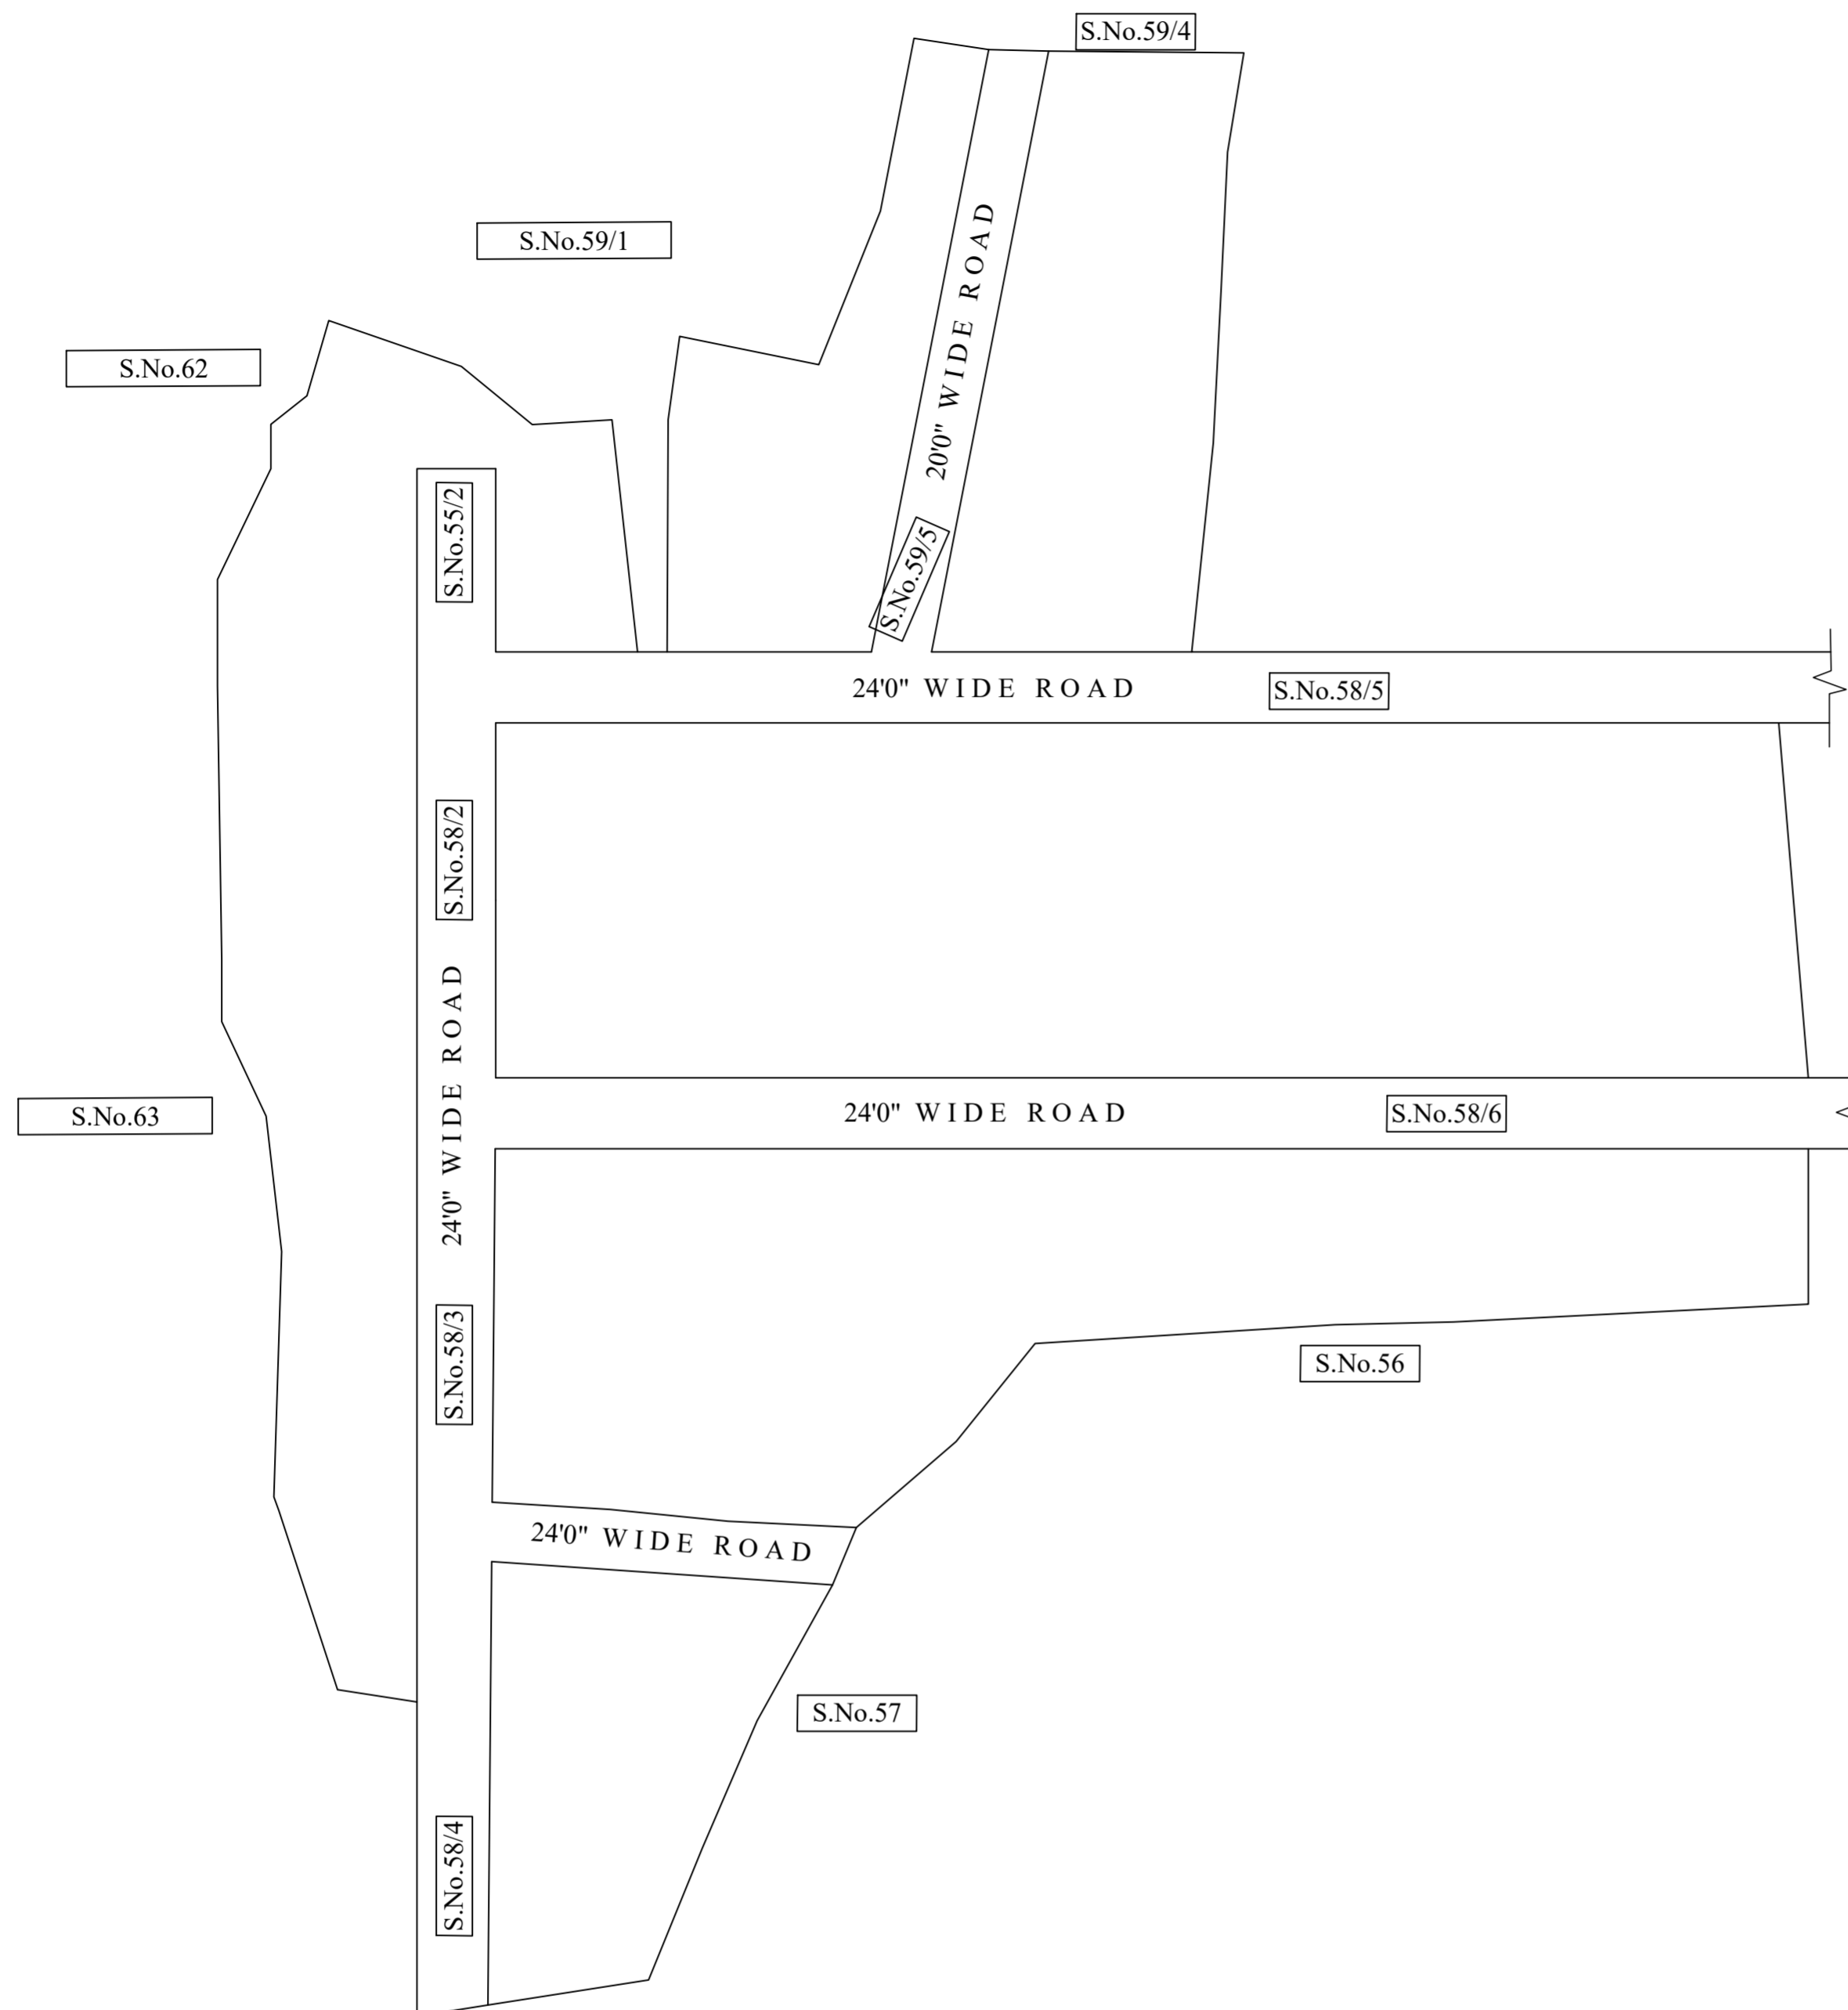 S.No.59/4
S.No.59/1
20'0" WIDE ROAD
S.No.62
S.No.55/2
S.No.59/5
24'0" WIDE ROAD
S.No.58/5
S.No.58/2
24'0" WIDE ROAD
S.No.63
24'0" WIDE ROAD
S.No.58/6
S.No.58/3
S.No.56
24'0" WIDE ROAD
S.No.57
S.No.58/4